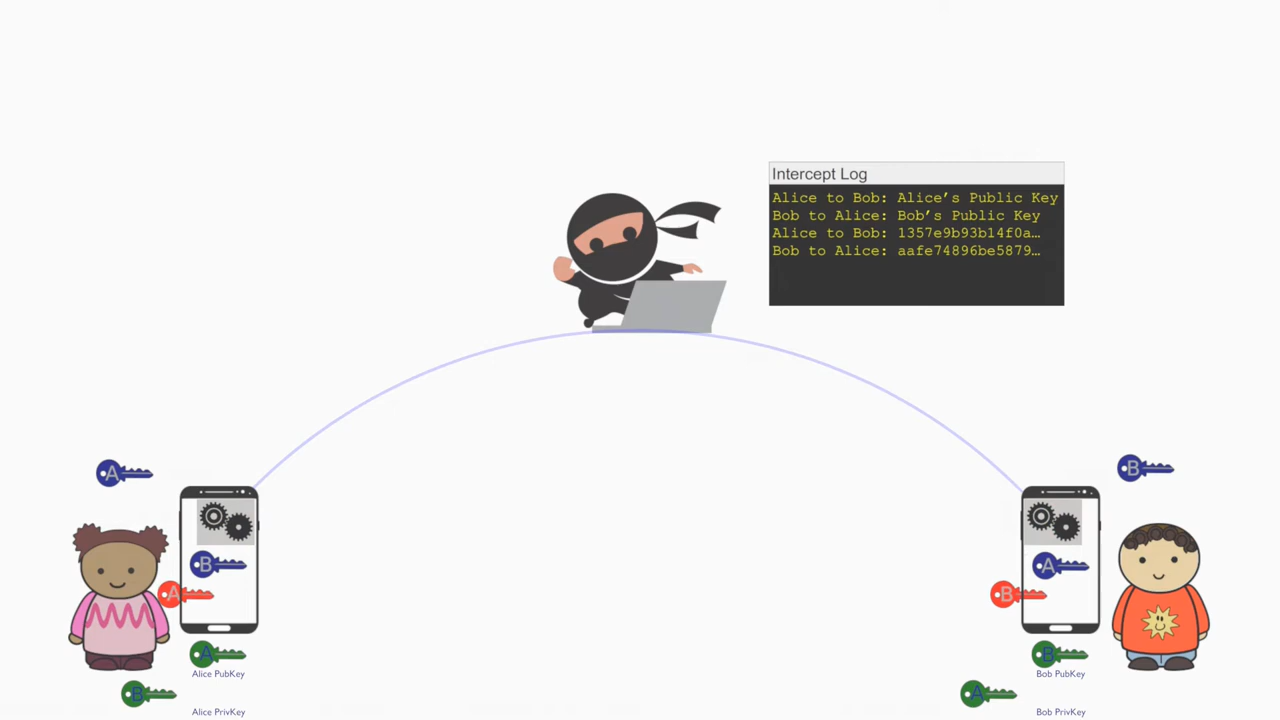 Intercept Log
Alice to Bob: Alice’s Public Key
Bob to Alice: Bob’s Public Key
Alice to Bob: 1357e9b93b14f0a…
Bob to Alice: aafe74896be5879…
A
B
B
A
A
B
A
B
Alice PubKey
Bob PubKey
B
A
Alice PrivKey
Bob PrivKey